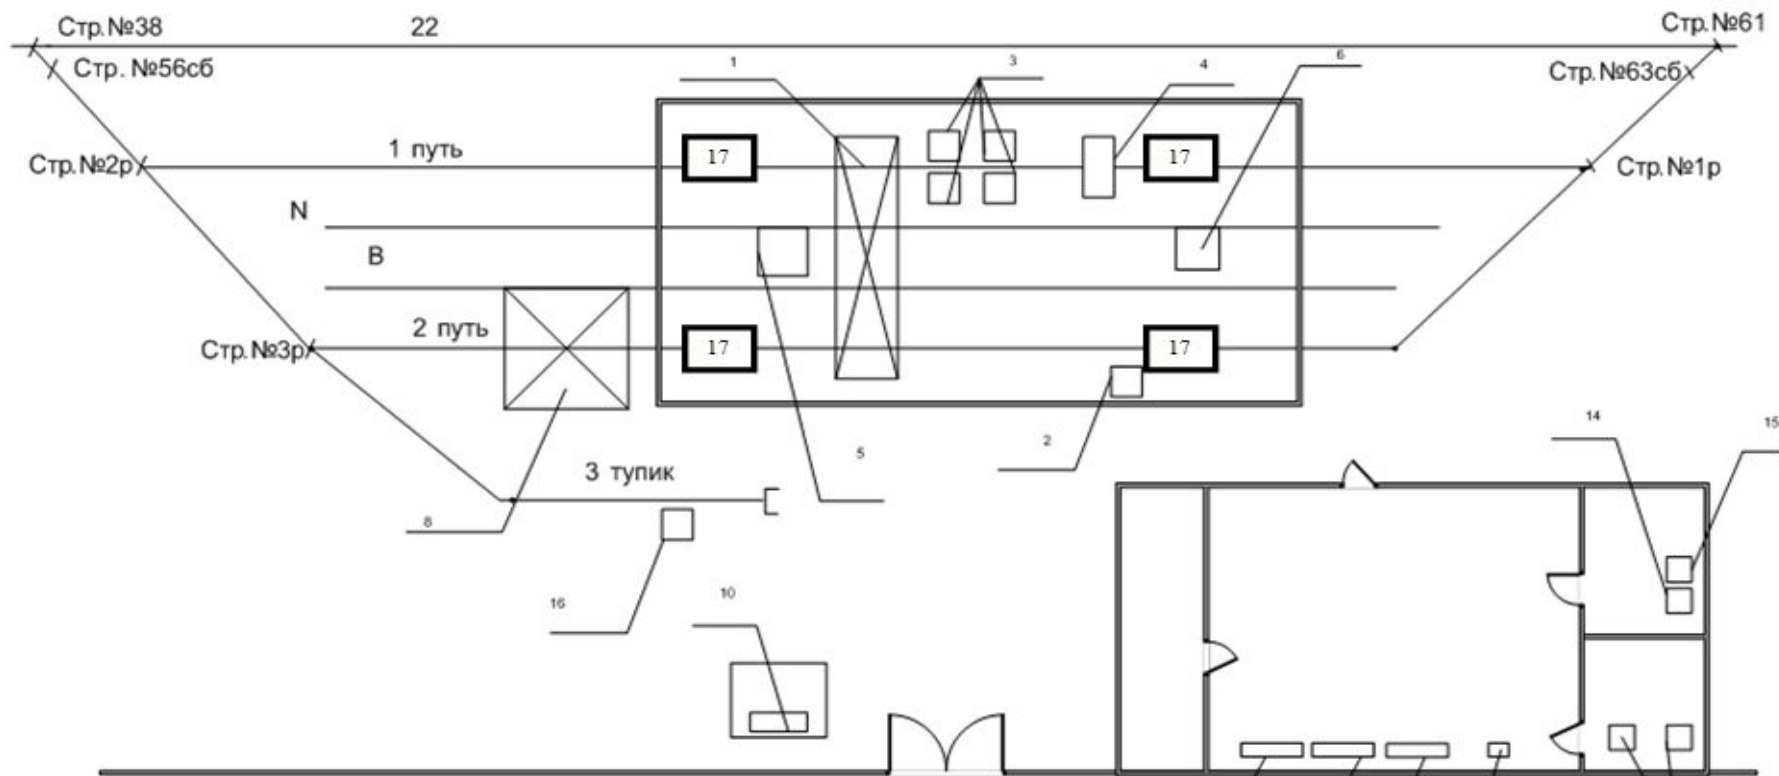 Стр.№38
22
Стр.№61
Стр. №56сб
1
3
4
6
Стр.№63сб
1 путь
17
17
Стр.№2р
Стр.№1р
N
В
2 путь
17
17
Стр.№3р
2
5
14
15
3 тупик
8
16
10